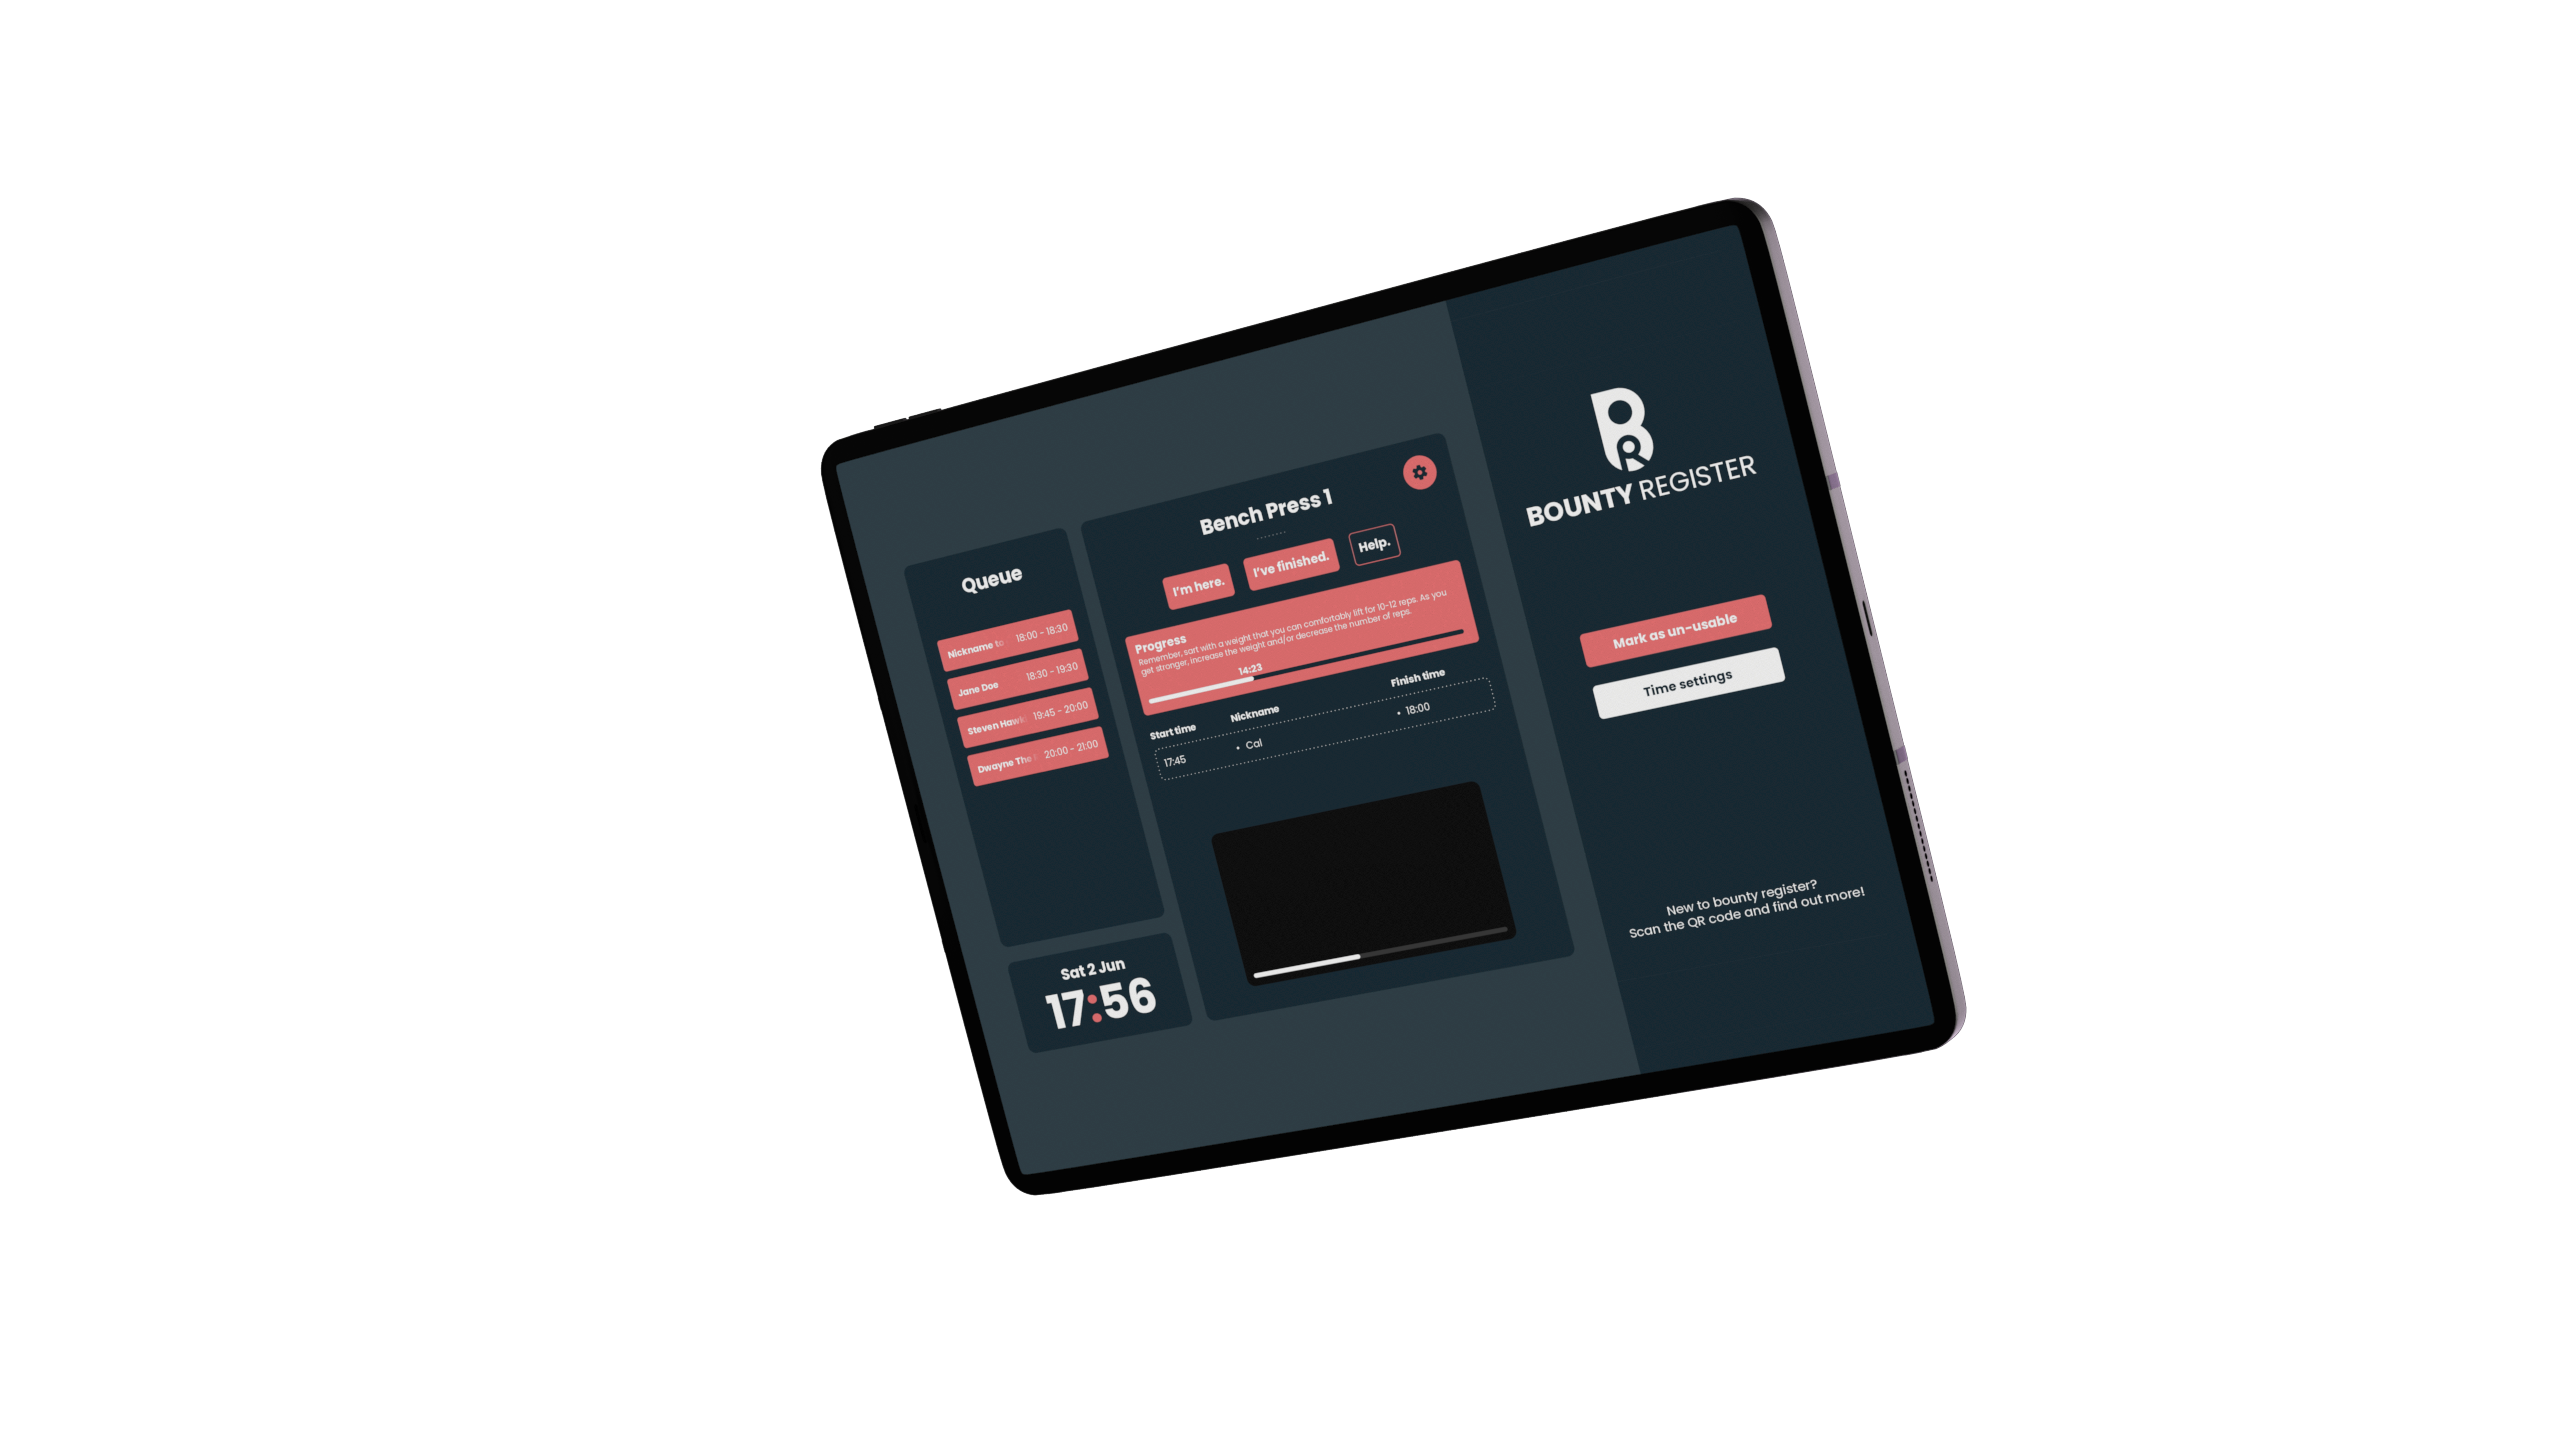 Queue
Nickname to 18:00 - 18:30
Jane Doe 18:30 - 19:30
Steven Hawk 19:45 - 20:00
Dwayne The 20:00 - 21:00
Sat 2 Jun
17:56
Bench Press 1
I'm here. I've finished. Help.
Progress
Remember, sart with a weight that you can comfortably lift for 10-12 reps. As you
get stronger, increase the weight and/or decrease the number of reps.
14:23
Start time Nickname Finish time
17:45 • Cal • 18:00
BR
BOUNTY REGISTER
Mark as un-usable
Time settings
New to bounty register?
Scan the QR code and find out more!